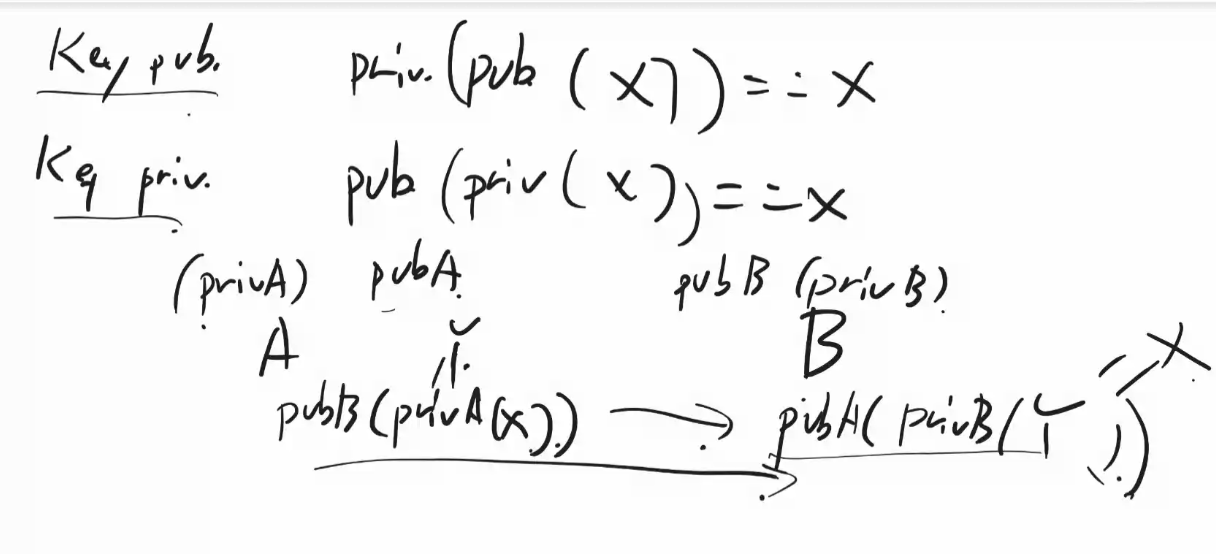 Key pub. priv. (pub (x)) == x
Key priv. pub (priv (x)) == x
(privA) pubA pubB (privB)
A B
Y X
pubB (privA (x)) → pubA( privB (Y))